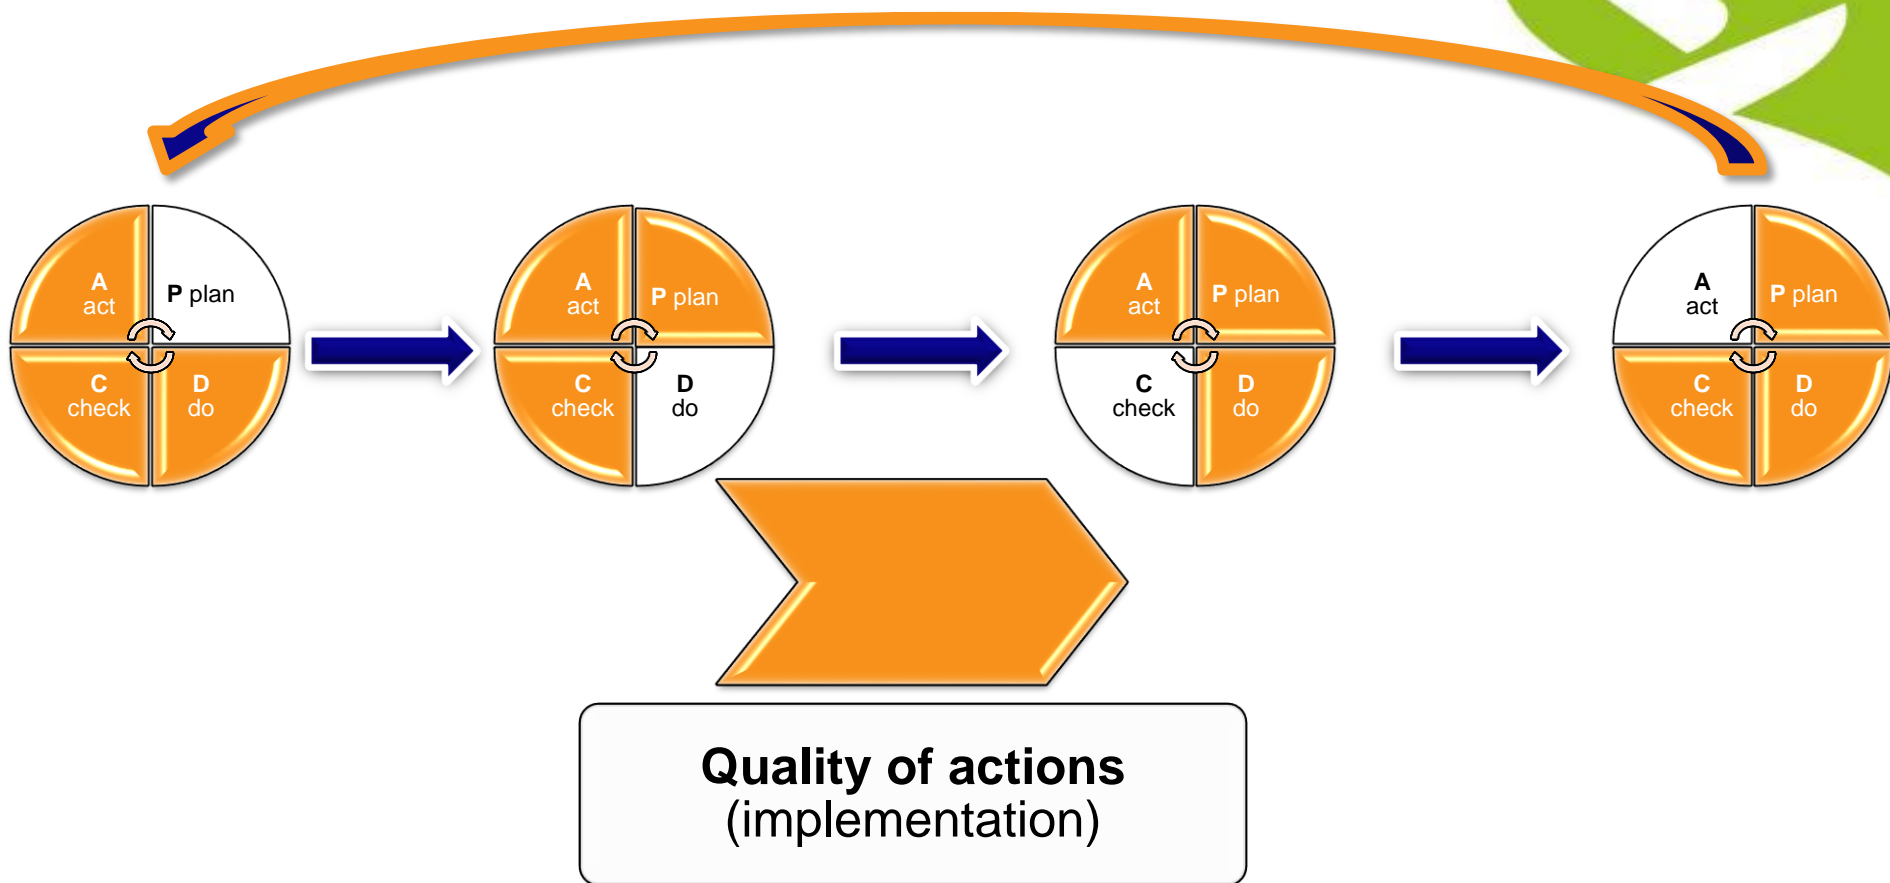 A
act
P plan
C
check
D
do
A
act
P plan
C
check
D
do
A
act
P plan
C
check
D
do
A
act
P plan
C
check
D
do
Quality of actions
(implementation)